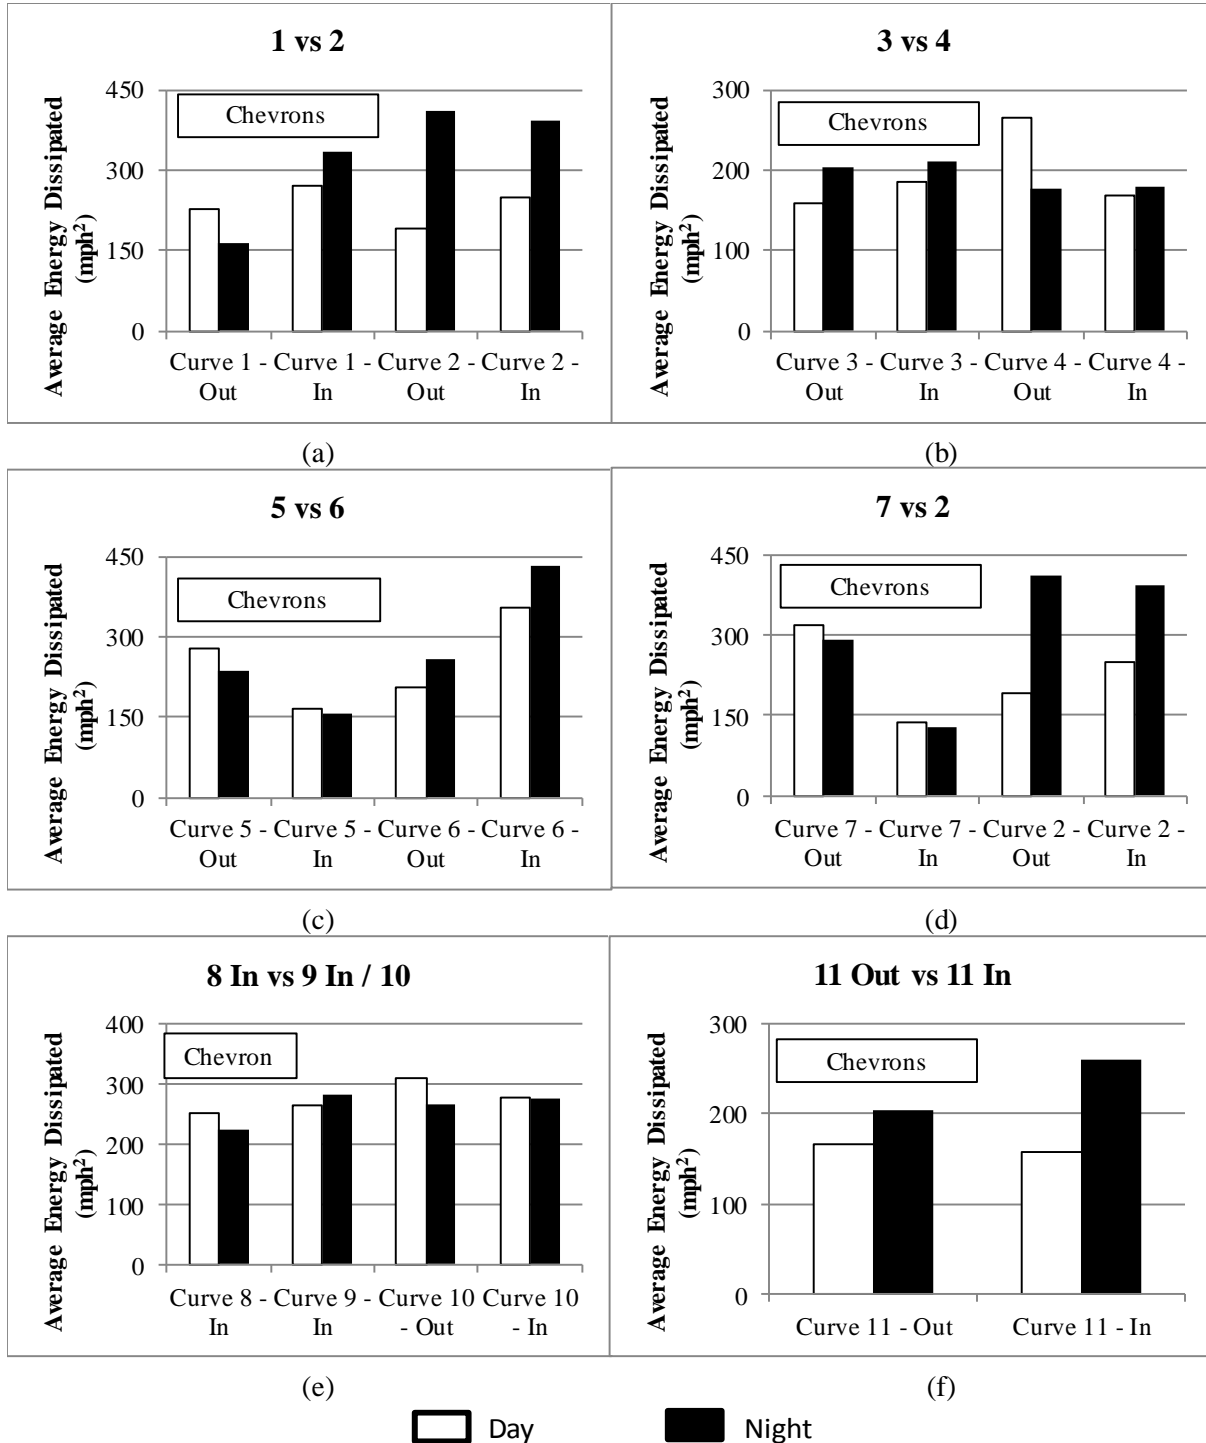 1 vs 2
Average Energy Dissipated
(mph²)
450
300
150
0
Chevrons
Curve 1 - Curve 1 - Curve 2 - Curve 2 -
Out In Out In
(a)
3 vs 4
Average Energy Dissipated
(mph²)
300
200
100
0
Chevrons
Curve 3 - Curve 3 - Curve 4 - Curve 4 -
Out In Out In
(b)
5 vs 6
Average Energy Dissipated
(mph²)
450
300
150
0
Chevrons
Curve 5 - Curve 5 - Curve 6 - Curve 6 -
Out In Out In
(c)
7 vs 2
Average Energy Dissipated
(mph²)
450
300
150
0
Chevrons
Curve 7 - Curve 7 - Curve 2 - Curve 2 -
Out In Out In
(d)
8 In vs 9 In / 10
Average Energy Dissipated
(mph²)
400
300
200
100
0
Chevron
Curve 8 - Curve 9 - Curve 10 Curve 10
In In - Out - In
(e)
11 Out vs 11 In
Average Energy Dissipated
(mph²)
300
200
100
0
Chevrons
Curve 11 - Out Curve 11 - In
(f)
Day Night